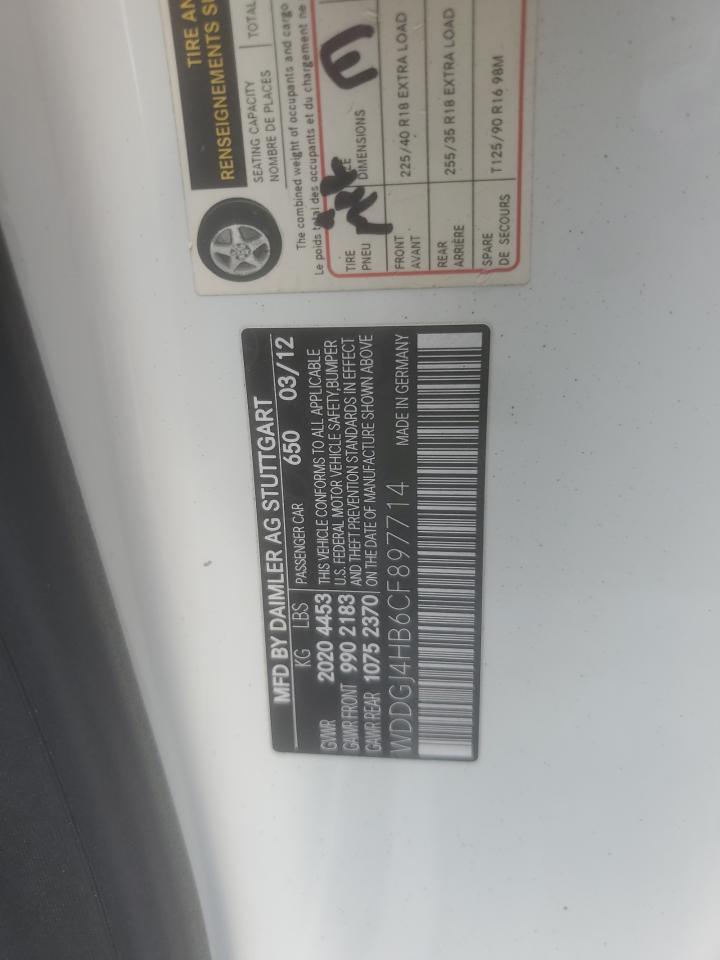 TIRE AN
RENSEIGNEMENTS S
SEATING CAPACITY
NOMBRE DE PLACES
TOTAL
The combined weight of occupants and cargo
Le poids total des occupants et du chargement ne
TIRE
PNEU
DIMENSIONS
E
FRONT
AVANT
225/40 R18 EXTRA LOAD
REAR
ARRIÈRE
255/35 R18 EXTRA LOAD
SPARE
DE SECOURS
T125/90 R16 98M
MFD BY DAIMLER AG STUTTGART
KG LBS PASSENGER CAR 650 03/12
GVWR 2020 4453 THIS VEHICLE CONFORMS TO ALL APPLICABLE
U.S. FEDERAL MOTOR VEHICLE SAFETY,BUMPER
GAWR FRONT 990 2183 AND THEFT PREVENTION STANDARDS IN EFFECT
GAWR REAR 1075 2370 ON THE DATE OF MANUFACTURE SHOWN ABOVE
WDDGJ4HB6CF897714 MADE IN GERMANY